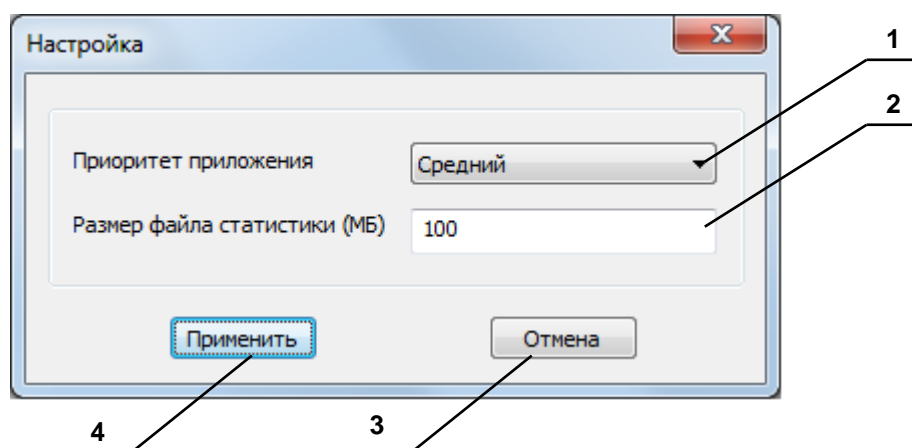 Настройка
1
2
Приоритет приложения Средний
Размер файла статистики (МБ) 100
Применить Отмена
4 3